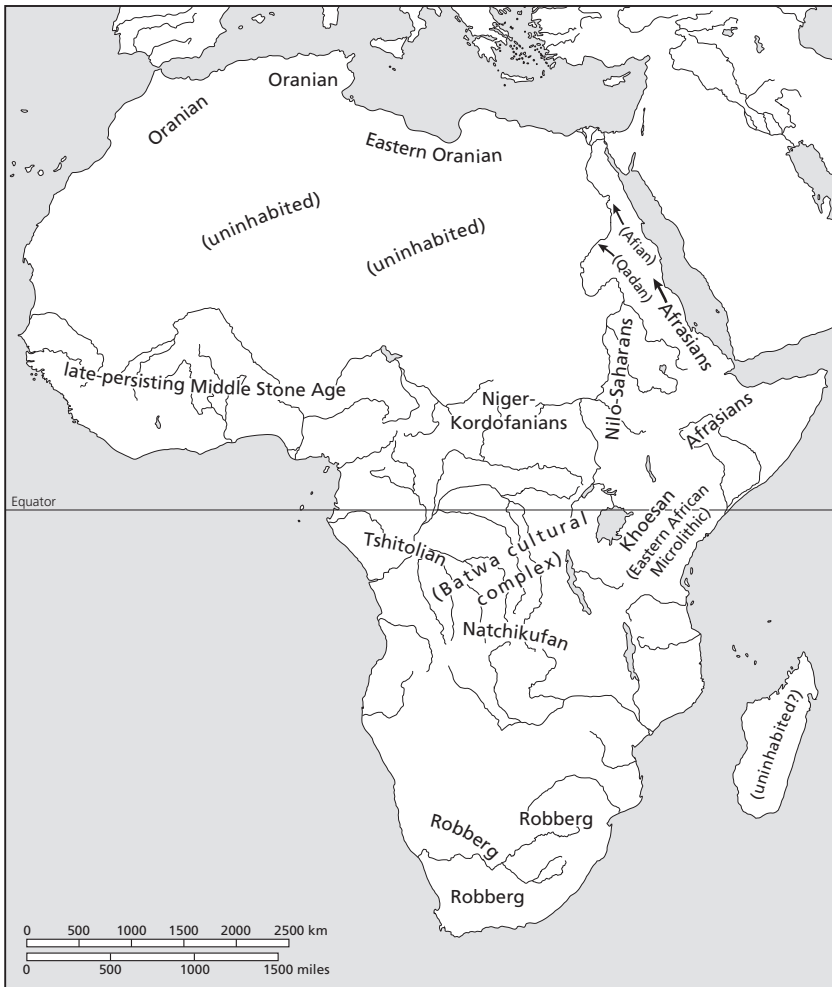 Oranian
Oranian
Eastern Oranian
(uninhabited)
(uninhabited)
(Afian)
(Qadan)
Afrasians
late-persisting Middle Stone Age
Niger-
Kordofanians
Nilo-Saharans
Afrasians
Equator
Tshitolian
(Batwa cultural
complex)
Khoesan
(Eastern African
Microlithic)
Natchikufan
(uninhabited?)
Robberg
Robberg
Robberg
0 500 1000 1500 2000 2500 km
0 500 1000 1500 miles